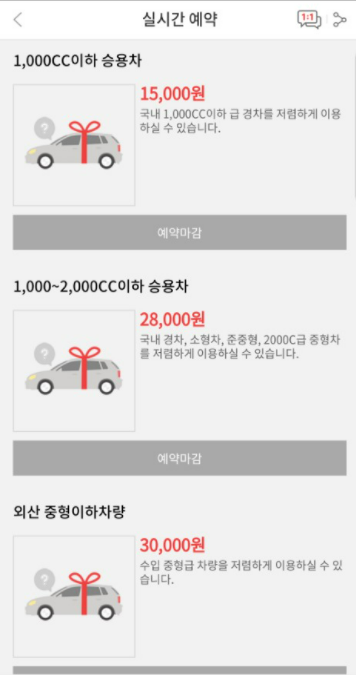 실시간 예약
1:1
1,000CC이하 승용차
15,000원
국내 1,000CC이하 급 경차를 저렴하게 이용
하실 수 있습니다.
예약마감
1,000~2,000CC이하 승용차
28,000원
국내 경차, 소형차, 준중형, 2000C급 중형차
를 저렴하게 이용하실 수 있습니다.
예약마감
외산 중형이하차량
30,000원
수입 중형급 차량을 저렴하게 이용하실 수 있
습니다.